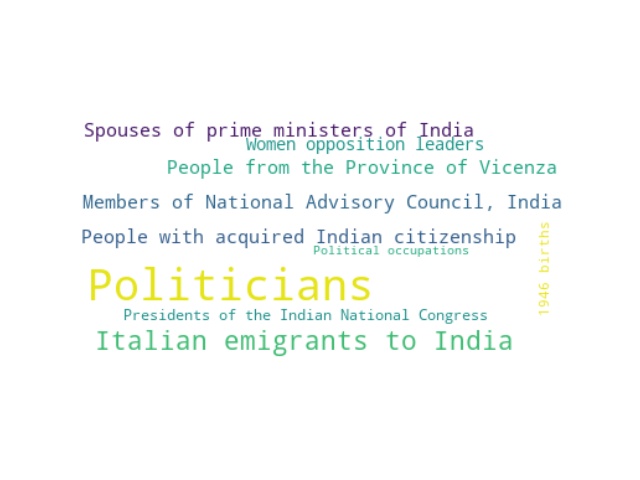 Spouses of prime ministers of India
Women opposition leaders
People from the Province of Vicenza
Members of National Advisory Council, India
People with acquired Indian citizenship
1946 births
Political occupations
Politicians
Presidents of the Indian National Congress
Italian emigrants to India